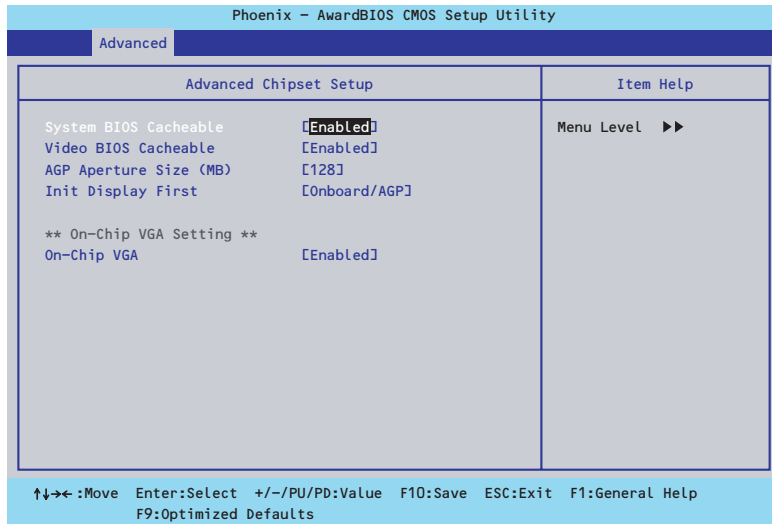 Phoenix - AwardBIOS CMOS Setup Utility
Advanced
Advanced Chipset Setup
Item Help
System BIOS Cacheable [Enabled]
Menu Level ▶▶
Video BIOS Cacheable [Enabled]
AGP Aperture Size (MB) [128]
Init Display First [Onboard/AGP]
** On-Chip VGA Setting **
On-Chip VGA [Enabled]
↑↓→←:Move Enter:Select +/-/PU/PD:Value F10:Save ESC:Exit F1:General Help
F9:Optimized Defaults